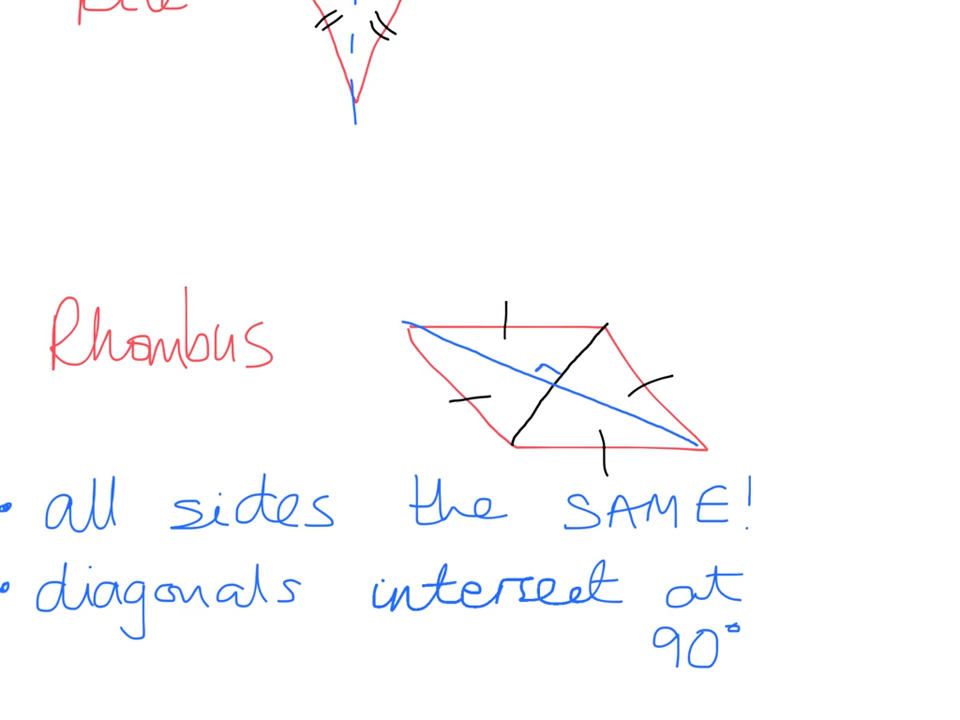 Rhombus
• all sides the SAME!
• diagonals intersect at
90°